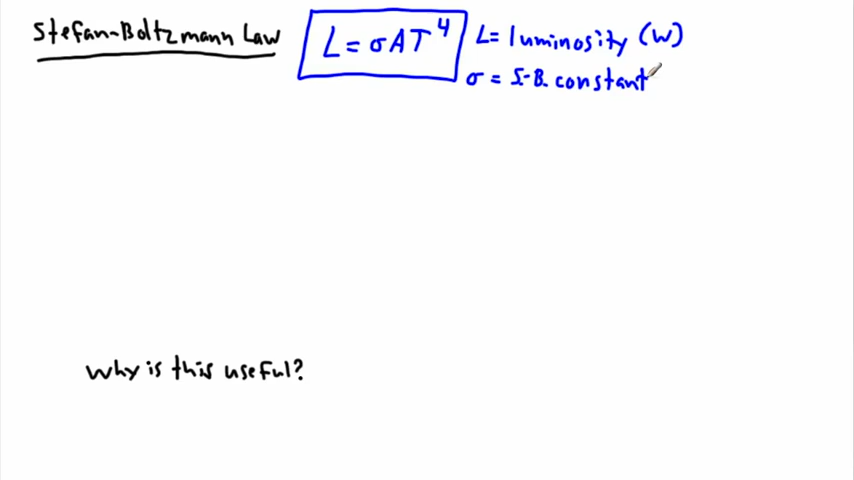 Stefan-Boltzmann Law
L = σAT⁴
L = luminosity (W)
σ = S.-B. constant
Why is this useful?